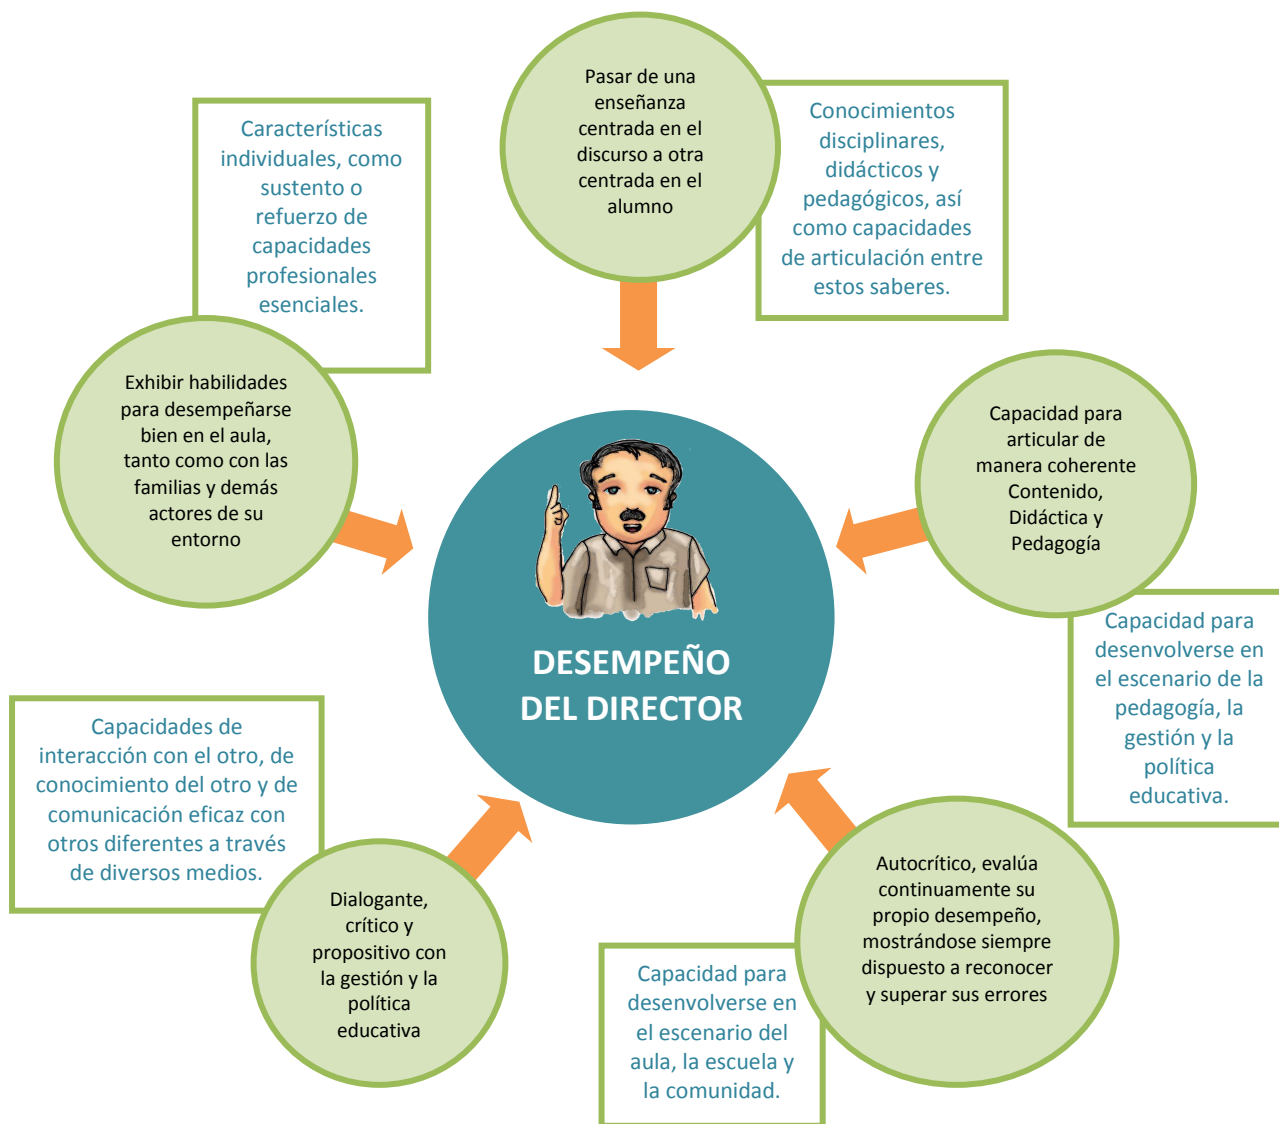 Pasar de una
enseñanza
centrada en el
discurso a otra
centrada en el
alumno
Conocimientos
disciplinares,
didácticos y
pedagógicos, así
como capacidades
de articulación entre
estos saberes.
Características
individuales, como
sustento o
refuerzo de
capacidades
profesionales
esenciales.
Exhibir habilidades
para desempeñarse
bien en el aula,
tanto como con las
familias y demás
actores de su
entorno
Capacidad para
articular de
manera coherente
Contenido,
Didáctica y
Pedagogía
Capacidad para
desenvolverse en
el escenario de la
pedagogía, la
gestión y la
política
educativa.
DESEMPEÑO
DEL DIRECTOR
Capacidades de
interacción con el otro, de
conocimiento del otro y de
comunicación eficaz con
otros diferentes a través
de diversos medios.
Dialogante,
crítico y
propositivo con
la gestión y la
política
educativa
Autocrítico, evalúa
continuamente su
propio desempeño,
mostrándose siempre
dispuesto a reconocer
y superar sus errores
Capacidad para
desenvolverse en
el escenario del
aula, la escuela y
la comunidad.